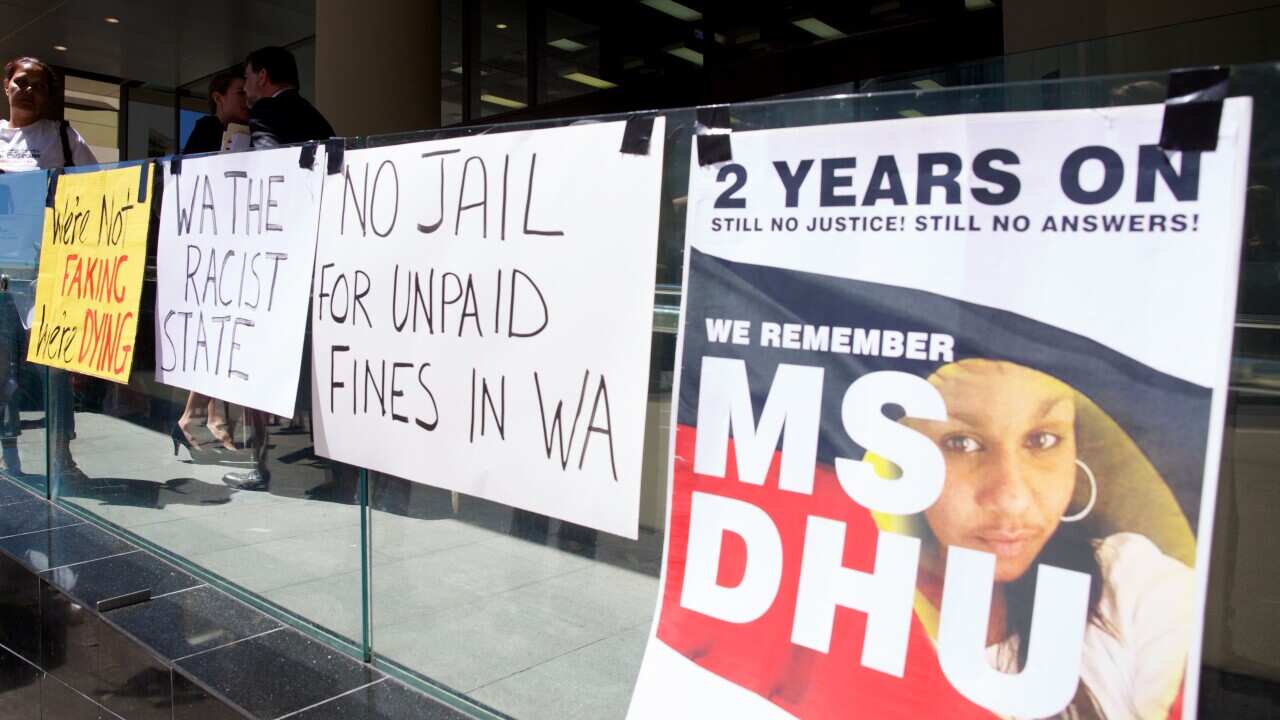 We're Not
FAKING
We're DYING
WA THE
RACIST
STATE
NO JAIL
FOR UNPAID
FINES IN WA
2 YEARS ON
STILL NO JUSTICE! STILL NO ANSWERS!
WE REMEMBER
MS
DHU